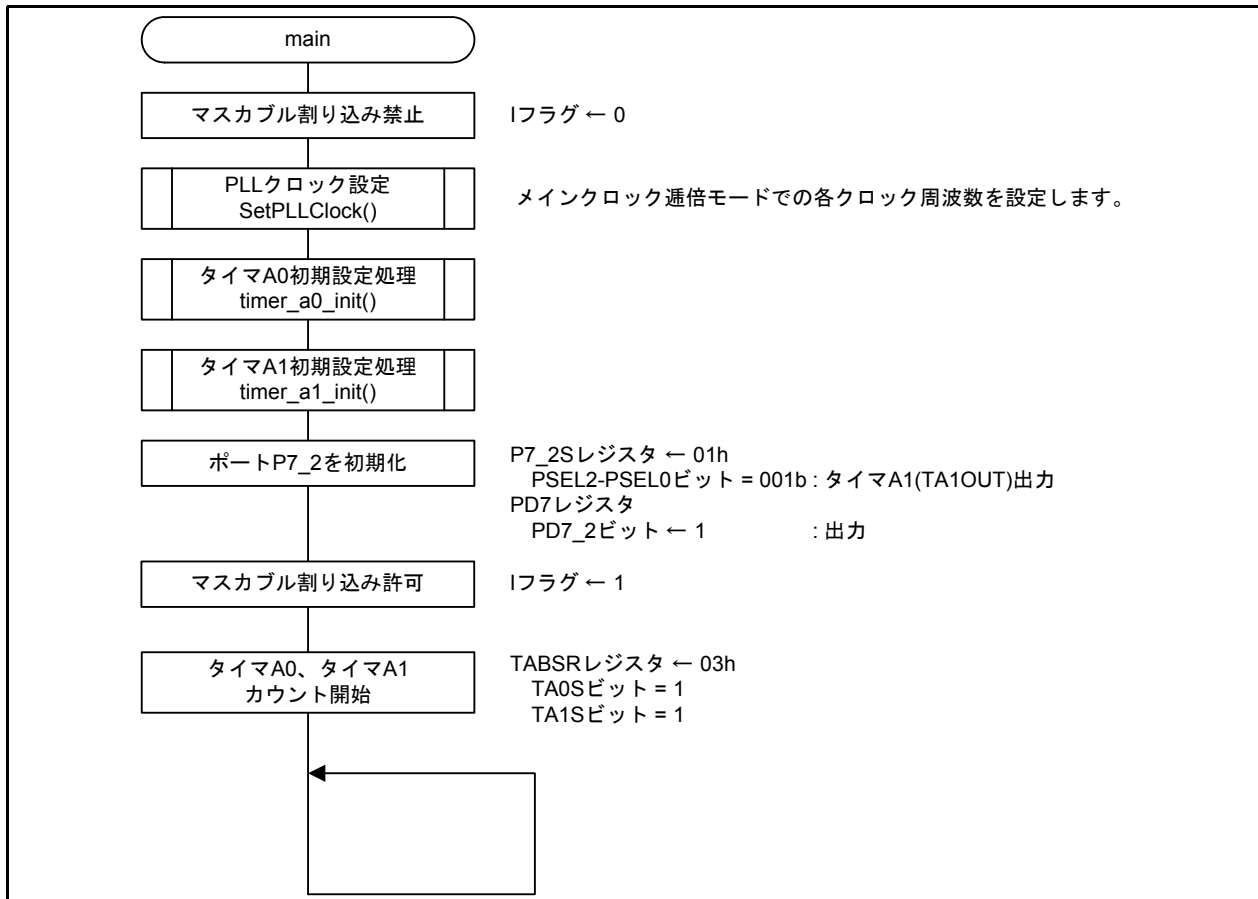 main
マスカブル割り込み禁止
Iフラグ ← 0
PLLクロック設定
SetPLLClock()
メインクロック逓倍モードでの各クロック周波数を設定します。
タイマA0初期設定処理
timer_a0_init()
タイマA1初期設定処理
timer_a1_init()
ポートP7_2を初期化
P7_2Sレジスタ ← 01h
PSEL2-PSEL0ビット = 001b : タイマA1(TA1OUT)出力
PD7レジスタ
PD7_2ビット ← 1 : 出力
マスカブル割り込み許可
Iフラグ ← 1
タイマA0、タイマA1
カウント開始
TABSRレジスタ ← 03h
TA0Sビット = 1
TA1Sビット = 1